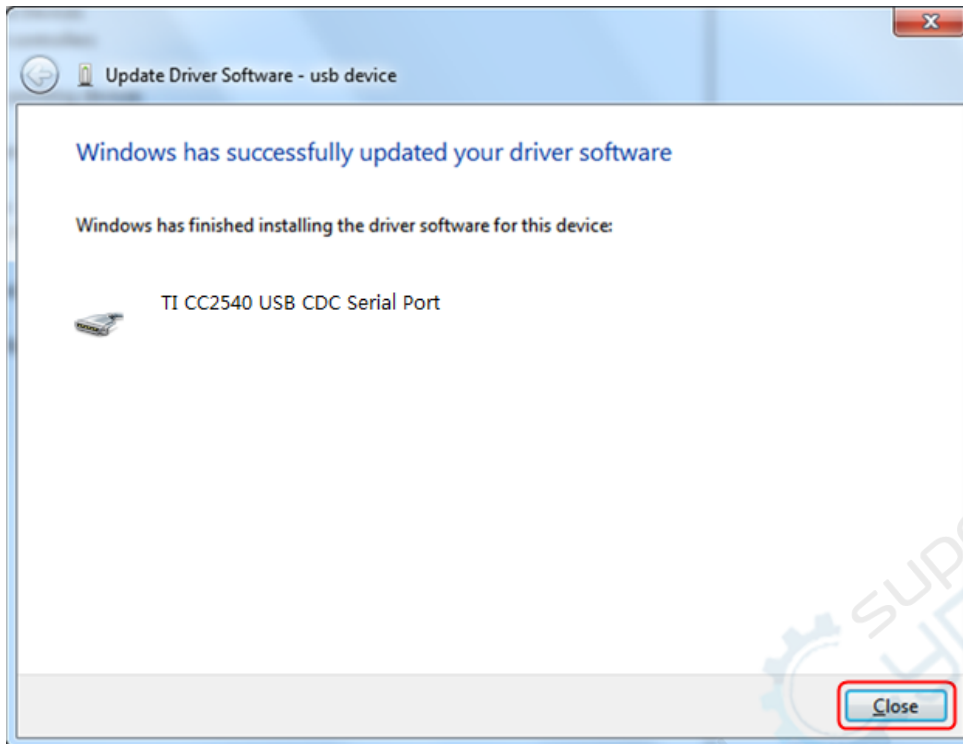 Update Driver Software - usb device
Windows has successfully updated your driver software
Windows has finished installing the driver software for this device:
TI CC2540 USB CDC Serial Port
Close